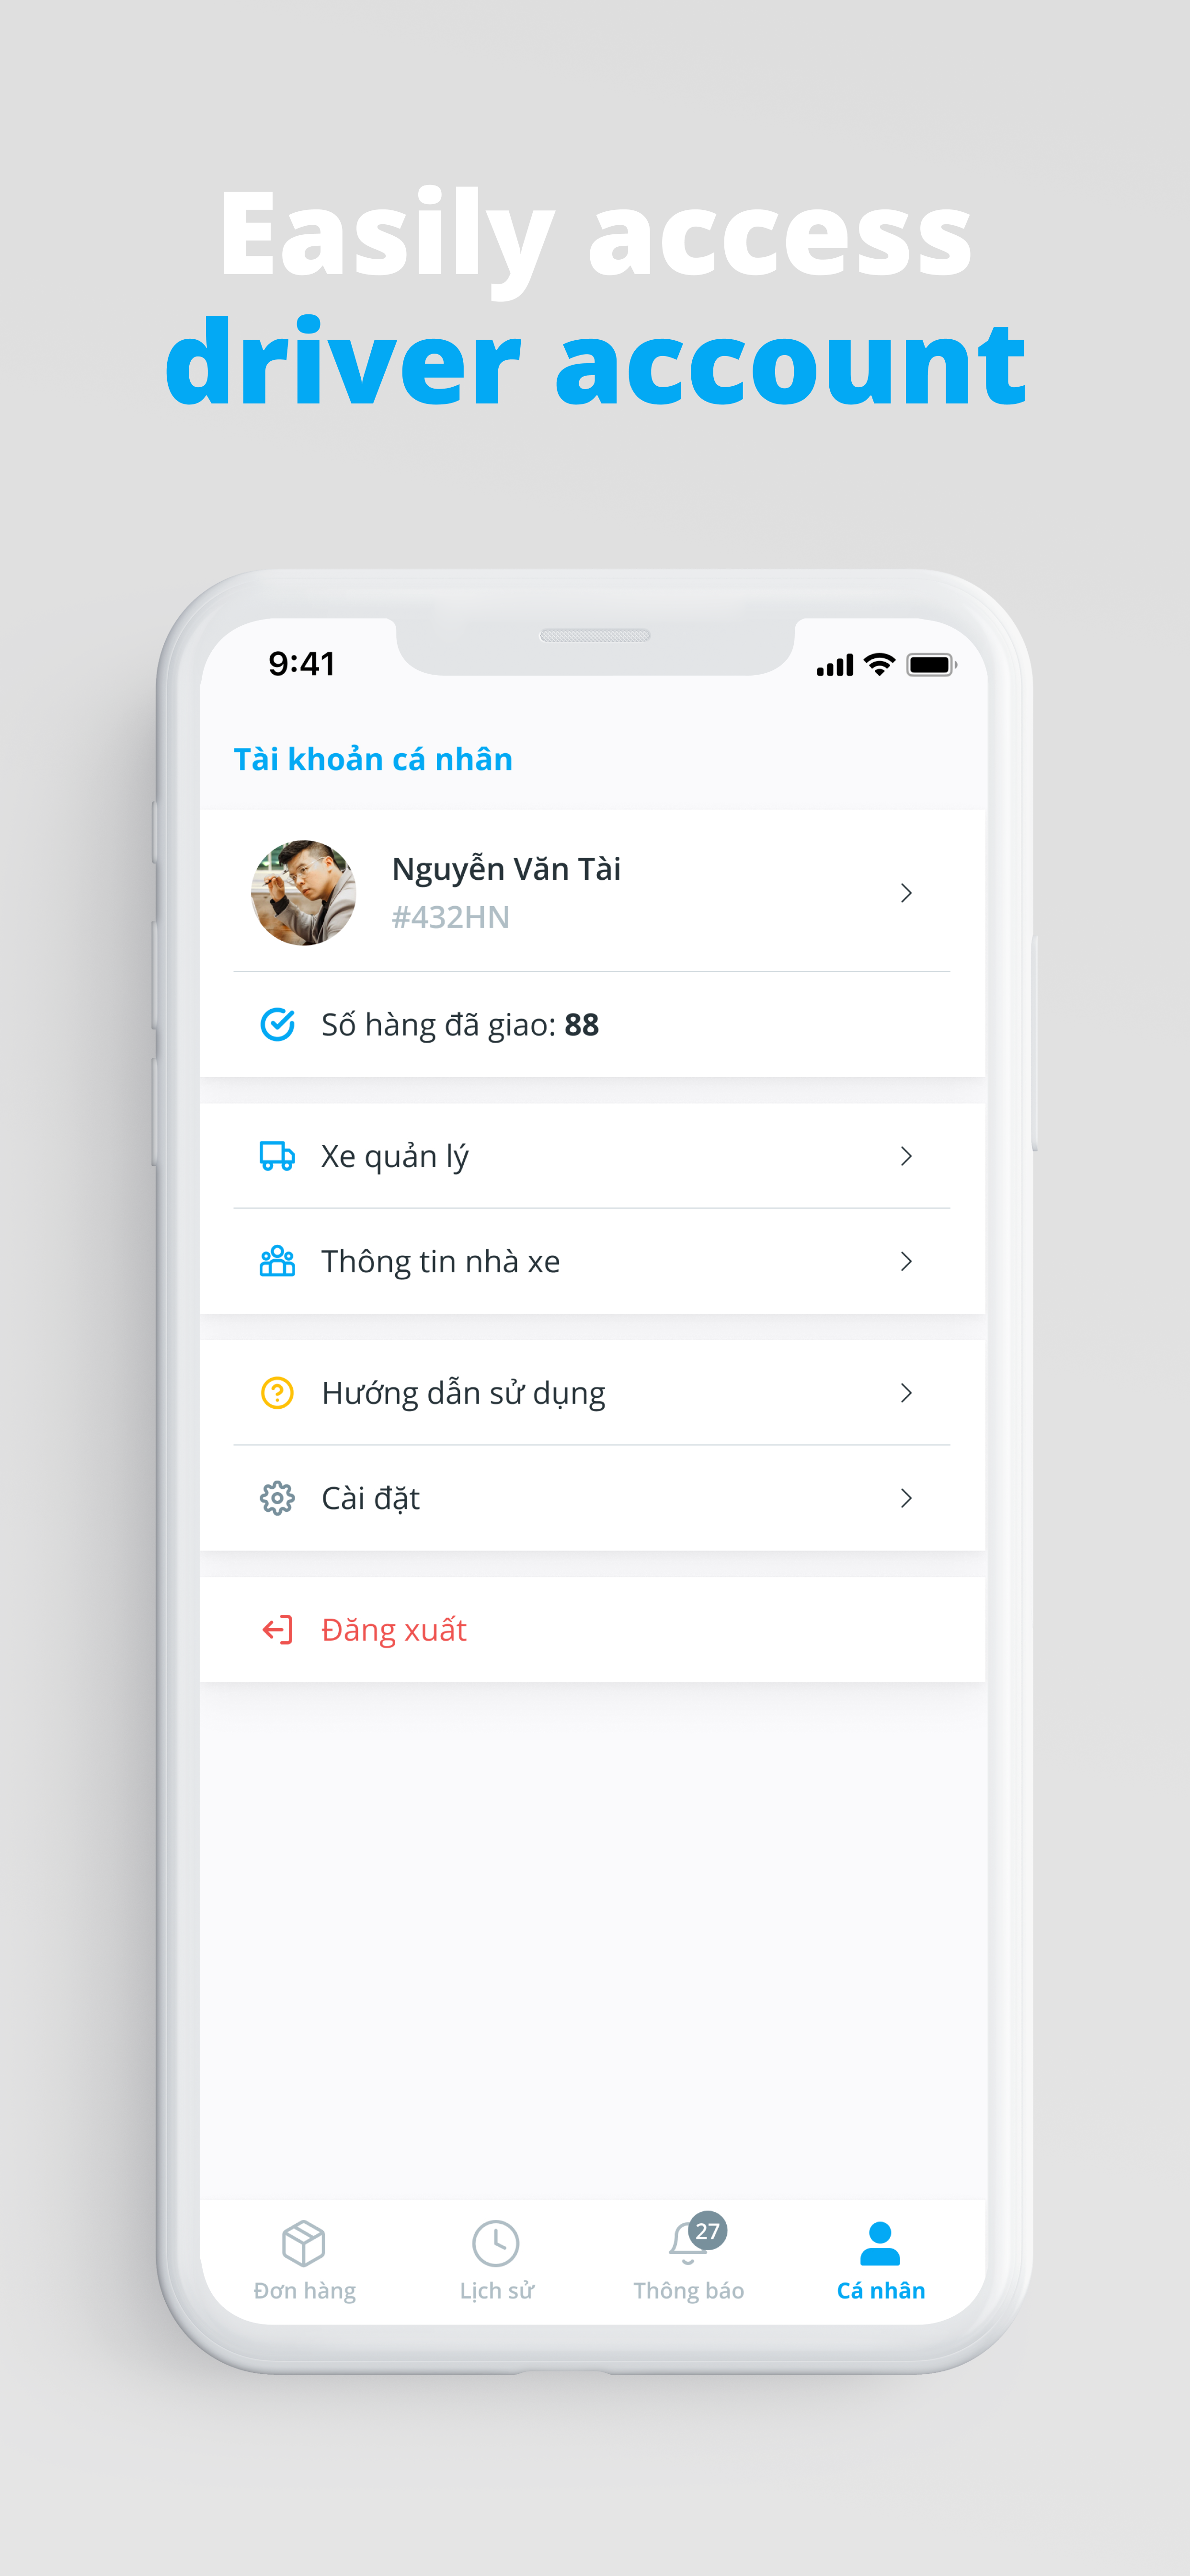 Easily access
driver account
9:41
Tài khoản cá nhân
Nguyễn Văn Tài
#432HN
Số hàng đã giao: 88
Xe quản lý
Thông tin nhà xe
Hướng dẫn sử dụng
Cài đặt
Đăng xuất
27
Đơn hàng
Lịch sử
Thông báo
Cá nhân